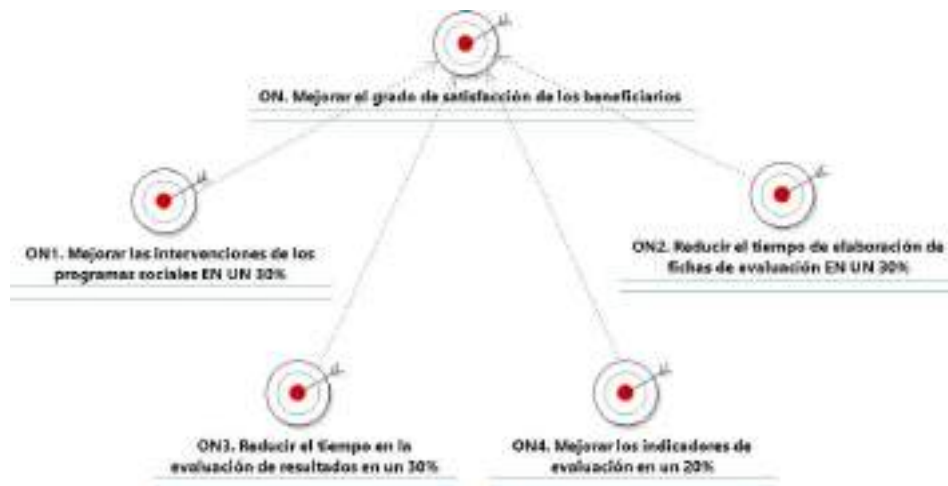 ON. Mejorar el grado de satisfacción de los beneficiarios
ON1. Mejorar las intervenciones de los
programas sociales EN UN 30%
ON2. Reducir el tiempo de elaboración de
fichas de evaluación EN UN 30%
ON3. Reducir el tiempo en la
evaluación de resultados en un 30%
ON4. Mejorar los indicadores de
evaluación en un 20%